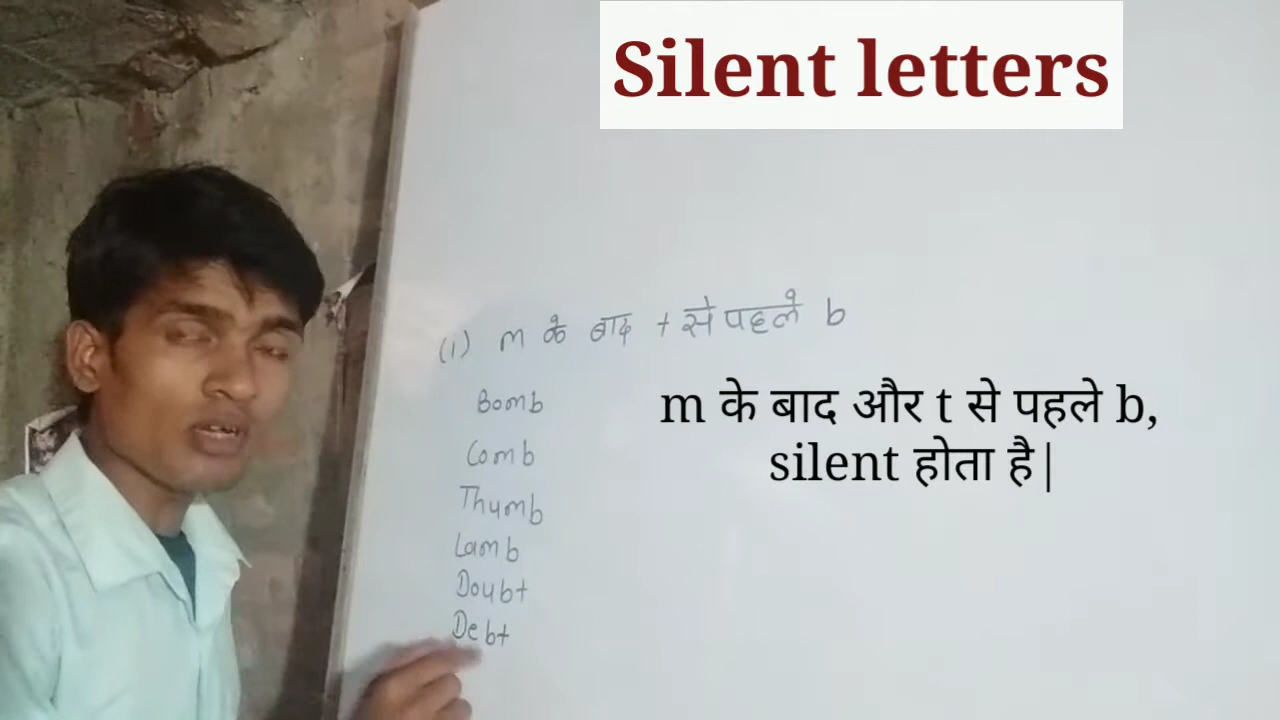 Silent letters
(1) m के बाद t से पहले b
Bomb
Comb
Thumb
Lamb
Doubt
Debt
m के बाद और t से पहले b,
silent होता है|